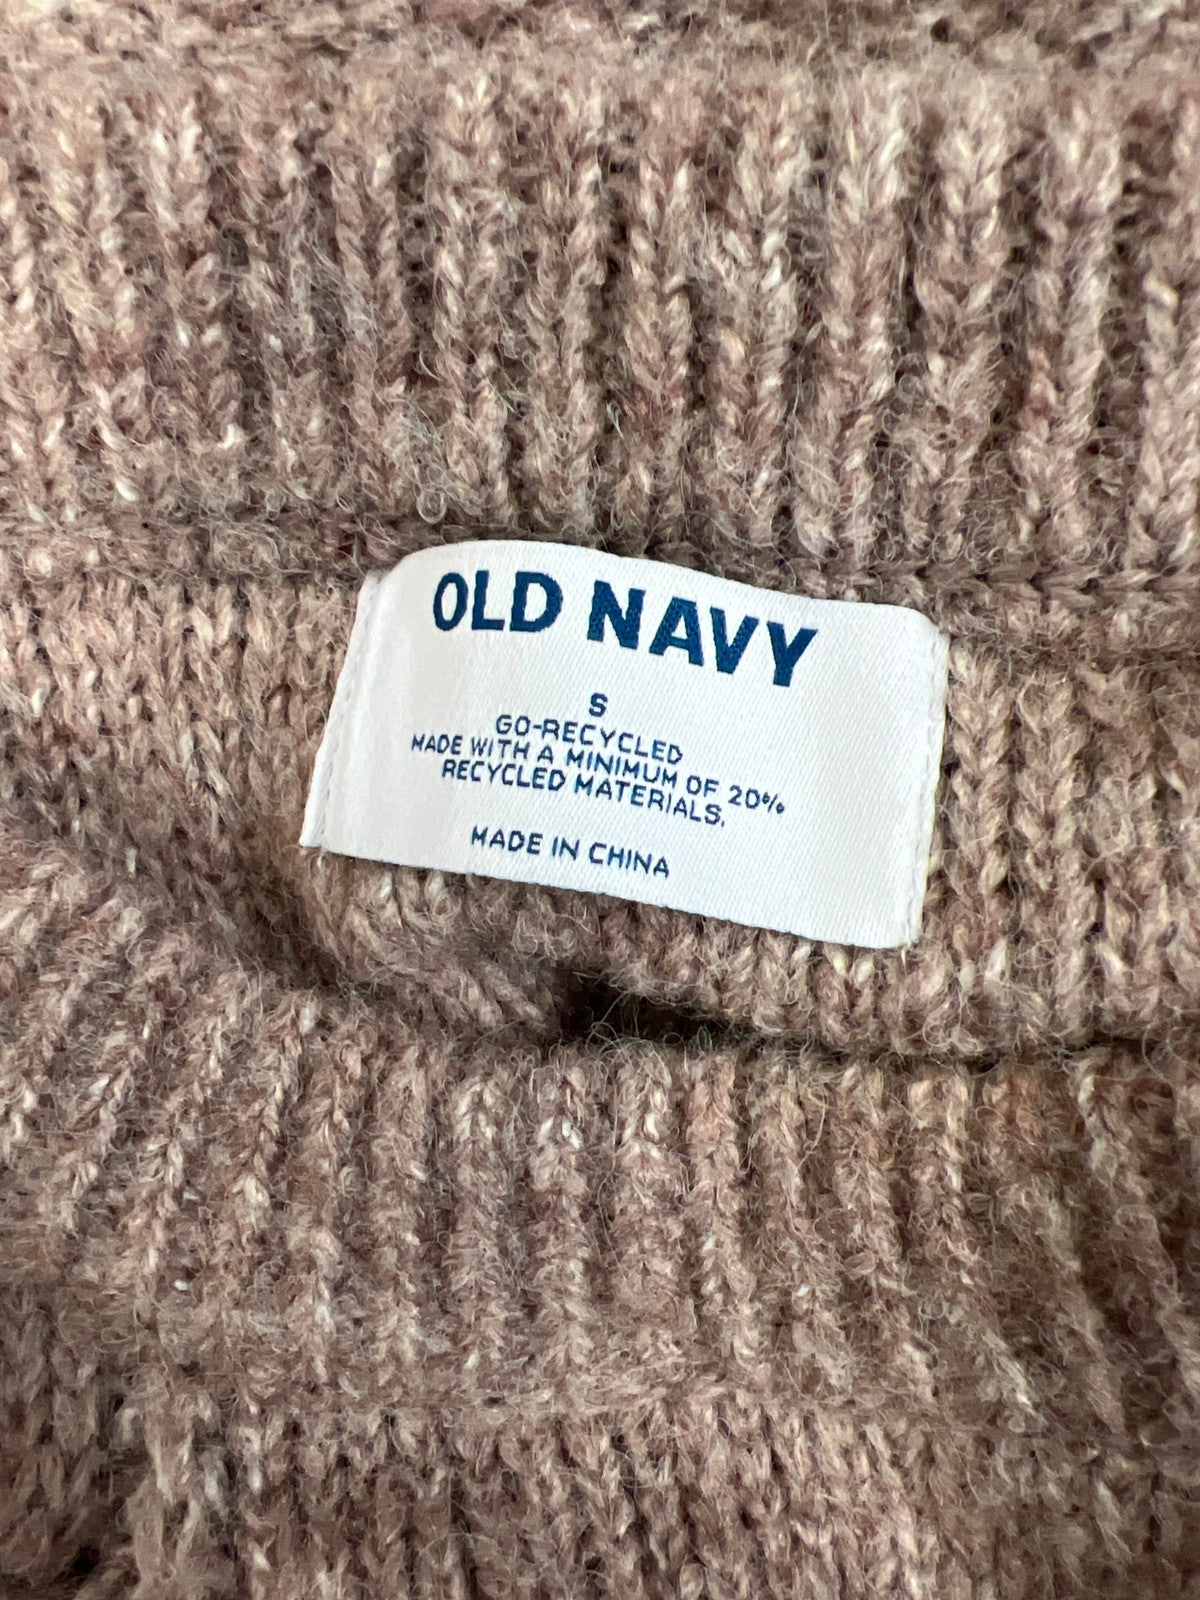 OLD NAVY
S
GO-RECYCLED
MADE WITH A MINIMUM OF 20%
RECYCLED MATERIALS.
MADE IN CHINA